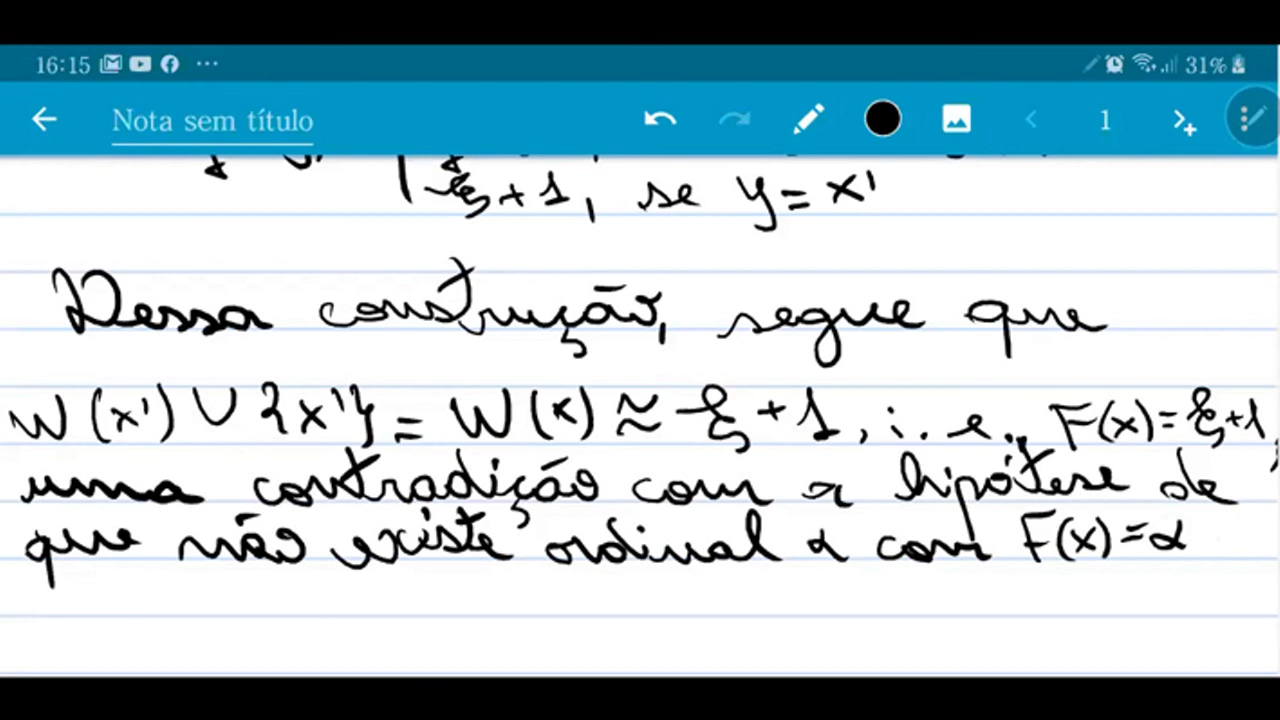 16:15 ... 31%
Nota sem título 1
ξ+1, se y = x'
Dessa construção, segue que
W(x') ∪ {x'} = W(x) ≈ ξ+1, i.e., F(x) = ξ+1,
uma contradição com a hipótese de
que não existe ordinal α com F(x) = α